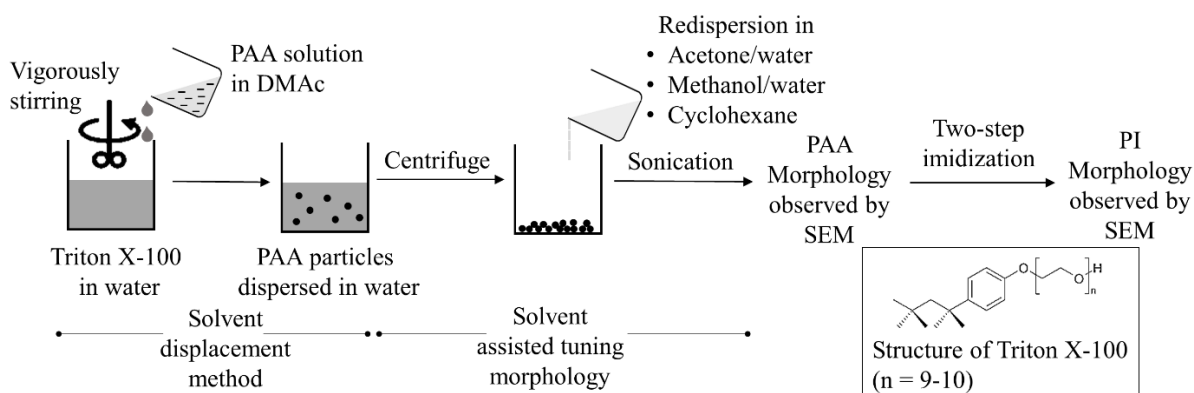 Vigorously
stirring
PAA solution
in DMAc
Triton X-100
in water
PAA particles
dispersed in water
Centrifuge
Redispersion in
• Acetone/water
• Methanol/water
• Cyclohexane
Sonication
PAA
Morphology
observed by
SEM
Two-step
imidization
PI
Morphology
observed by
SEM
Solvent
displacement
method
Solvent
assisted tuning
morphology
O
O
H
n
Structure of Triton X-100
(n = 9-10)